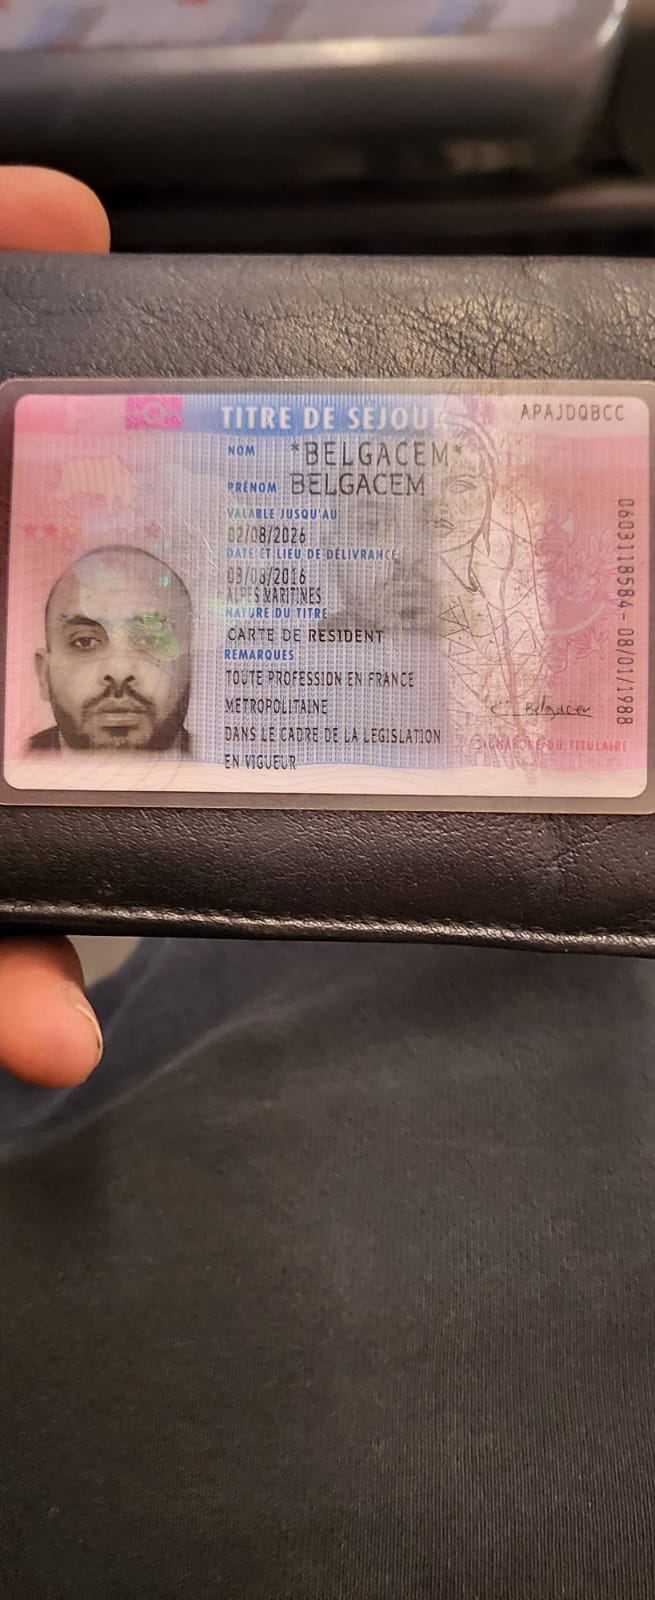 TITRE DE SEJOUR
APAJDQBCC
NOM *BELGACEM*
PRÉNOM BELGACEM
VALABLE JUSQU'AU
02/08/2026
DATE ET LIEU DE DÉLIVRANCE
03/08/2016
ALPES MARITIMES
NATURE DU TITRE
CARTE DE RESIDENT
REMARQUES
TOUTE PROFESSION EN FRANCE
METROPOLITAINE
DANS LE CADRE DE LA LEGISLATION
EN VIGUEUR
Belgacem
SIGNATURE DU TITULAIRE
0603118584 - 08/01/1988